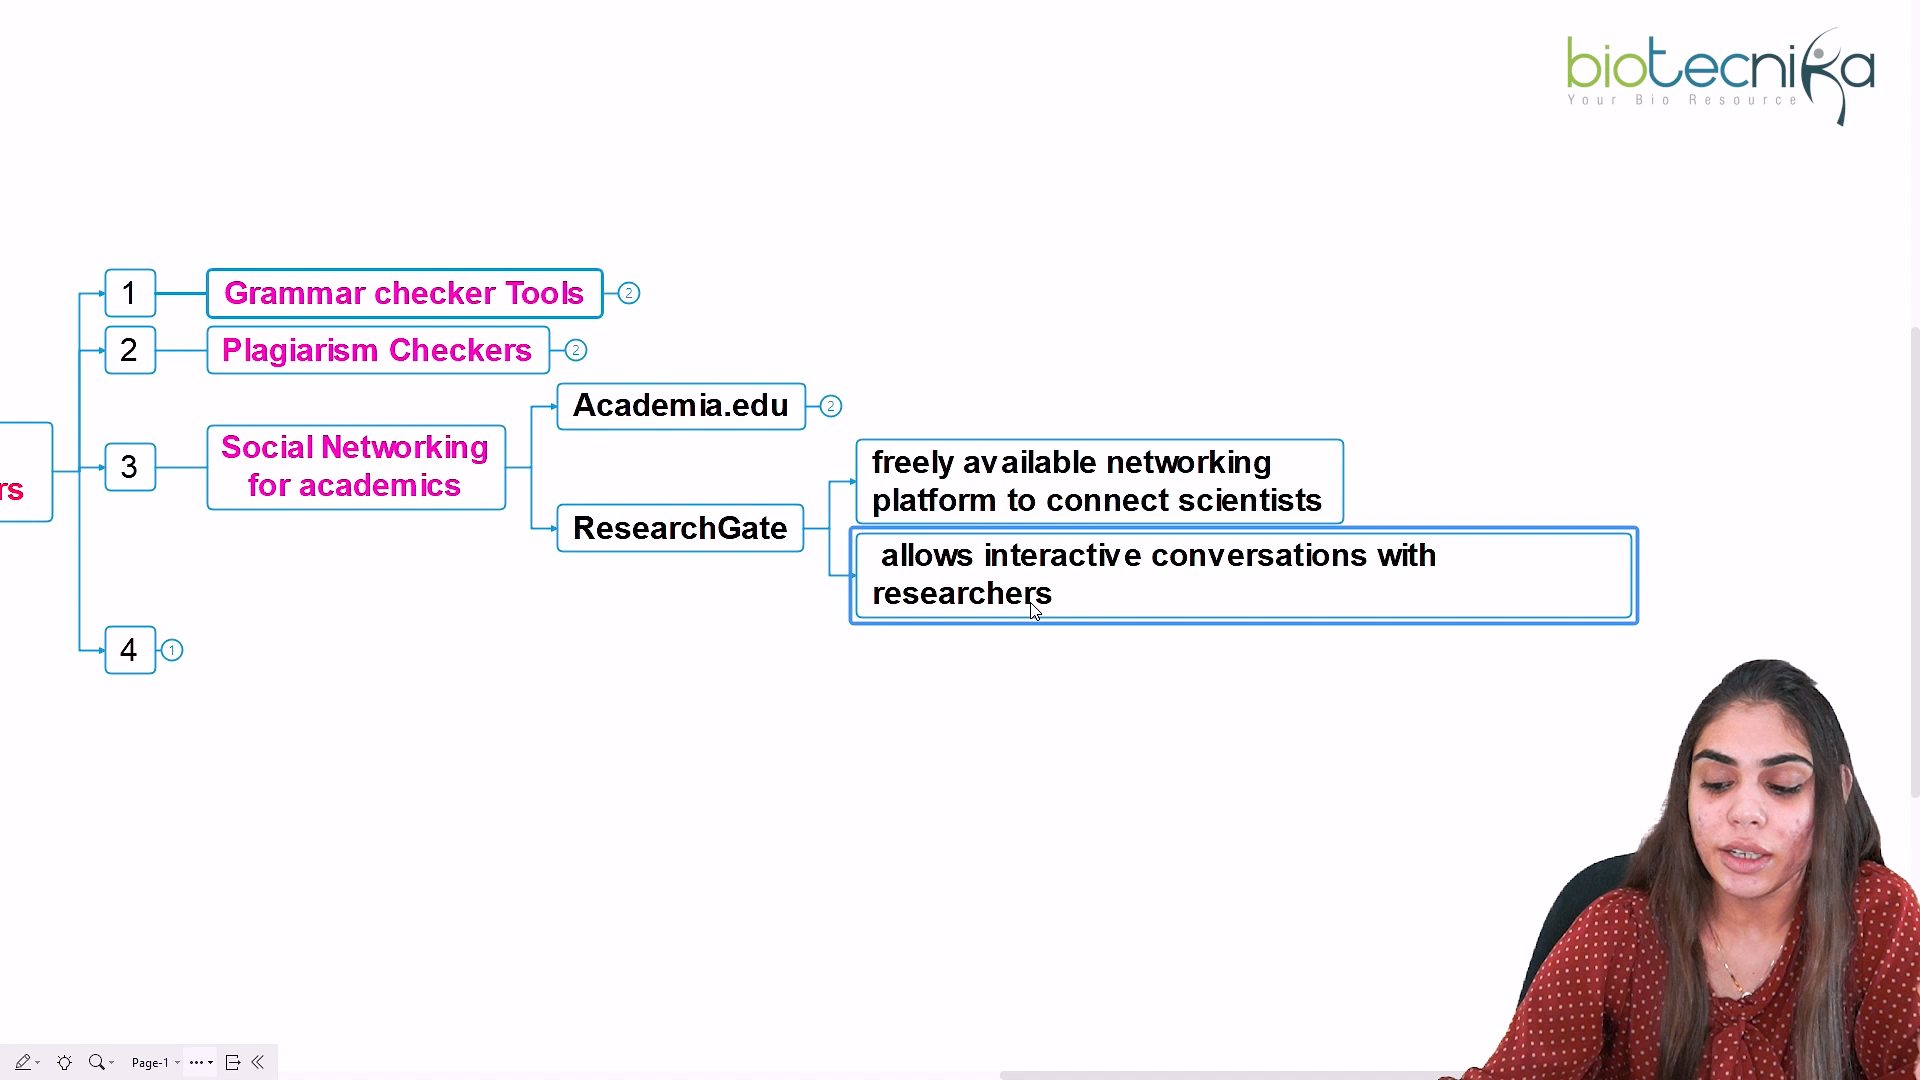 biotecnika
Your Bio Resource
1
Grammar checker Tools
2
2
Plagiarism Checkers
2
Academia.edu
2
3
Social Networking
for academics
freely available networking
platform to connect scientists
rs
ResearchGate
allows interactive conversations with
researchers
4
1
Page-1